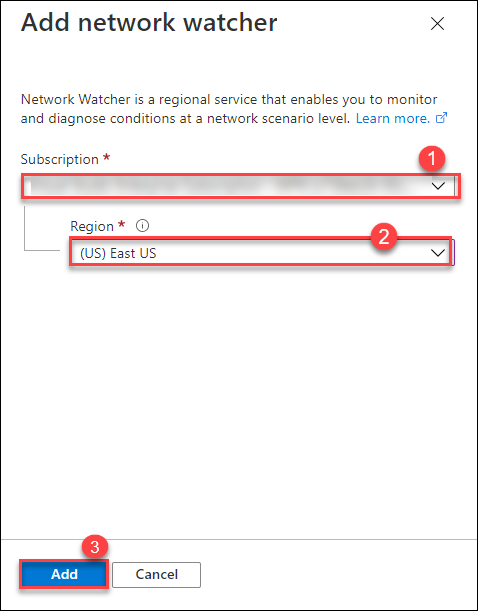 Add network watcher
Network Watcher is a regional service that enables you to monitor
and diagnose conditions at a network scenario level. Learn more.
Subscription *
1
Region *
2
(US) East US
3
Add
Cancel